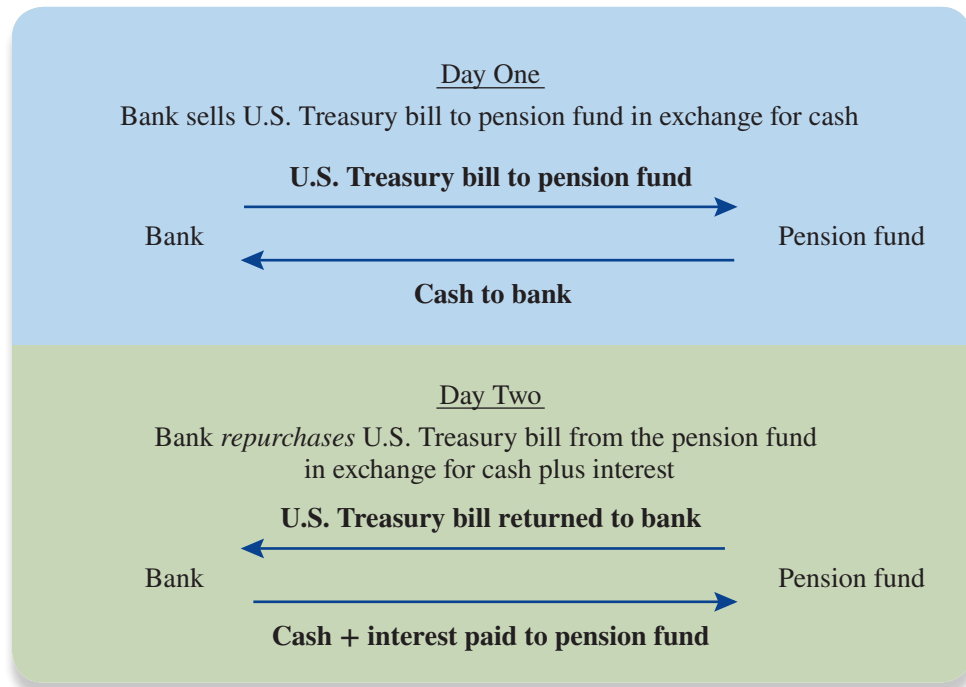 Day One
Bank sells U.S. Treasury bill to pension fund in exchange for cash
U.S. Treasury bill to pension fund
Bank
Pension fund
Cash to bank
Day Two
Bank repurchases U.S. Treasury bill from the pension fund
in exchange for cash plus interest
U.S. Treasury bill returned to bank
Bank
Pension fund
Cash + interest paid to pension fund